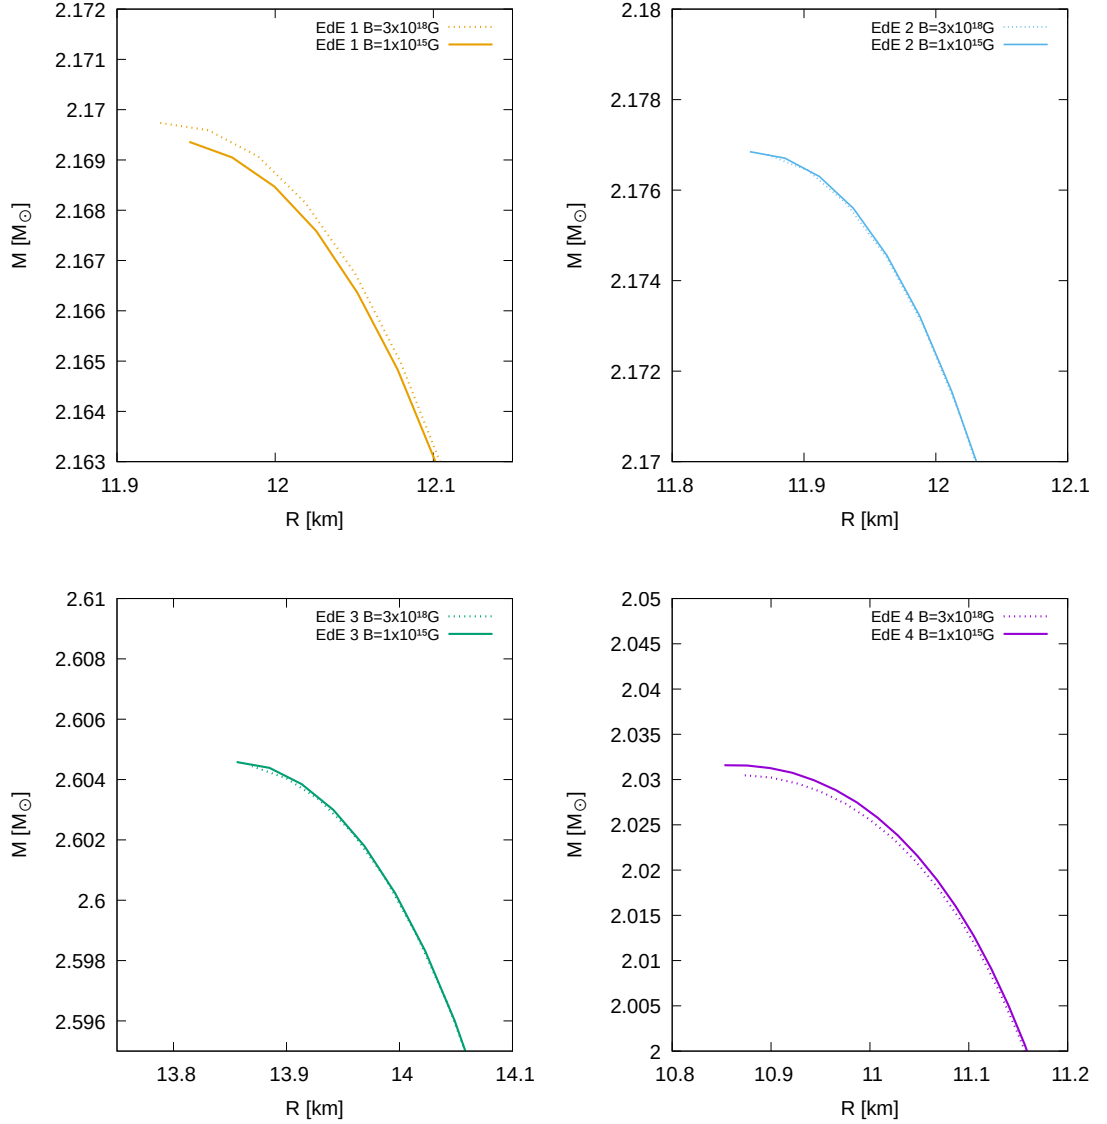 2.172
2.171
2.17
2.169
2.168
2.167
2.166
2.165
2.164
2.163
M [M☉]
EdE 1 B=3x10¹⁸G
EdE 1 B=1x10¹⁵G
11.9 12 12.1
R [km]
2.18
2.178
2.176
2.174
2.172
2.17
M [M☉]
EdE 2 B=3x10¹⁸G
EdE 2 B=1x10¹⁵G
11.8 11.9 12 12.1
R [km]
2.61
2.608
2.606
2.604
2.602
2.6
2.598
2.596
M [M☉]
EdE 3 B=3x10¹⁸G
EdE 3 B=1x10¹⁵G
13.8 13.9 14 14.1
R [km]
2.05
2.045
2.04
2.035
2.03
2.025
2.02
2.015
2.01
2.005
2
M [M☉]
EdE 4 B=3x10¹⁸G
EdE 4 B=1x10¹⁵G
10.8 10.9 11 11.1 11.2
R [km]